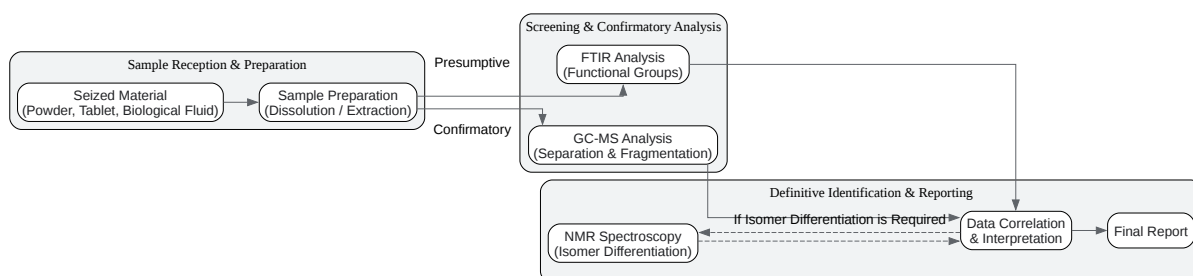 Screening & Confirmatory Analysis
Sample Reception & Preparation
Presumptive
FTIR Analysis
(Functional Groups)
Seized Material
(Powder, Tablet, Biological Fluid)
Sample Preparation
(Dissolution / Extraction)
Confirmatory
GC-MS Analysis
(Separation & Fragmentation)
Definitive Identification & Reporting
If Isomer Differentiation is Required
NMR Spectroscopy
(Isomer Differentiation)
Data Correlation
& Interpretation
Final Report